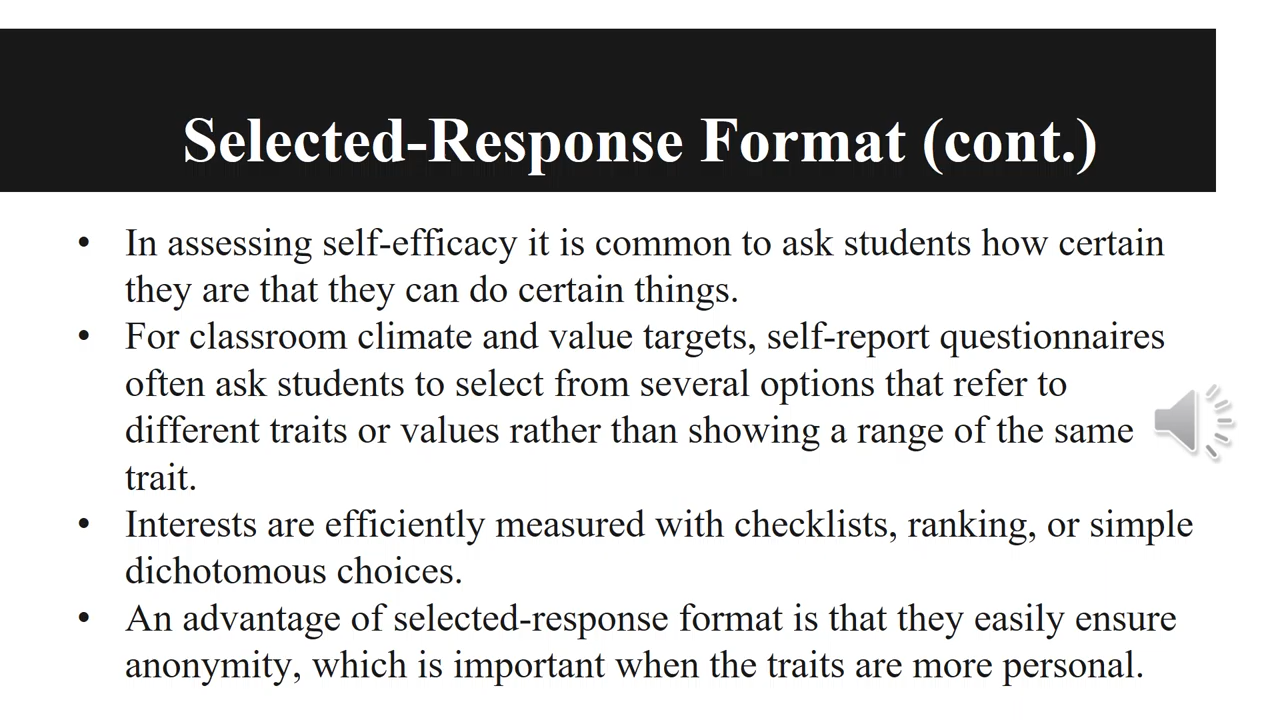 Selected-Response Format (cont.)
• In assessing self-efficacy it is common to ask students how certain
they are that they can do certain things.
• For classroom climate and value targets, self-report questionnaires
often ask students to select from several options that refer to
different traits or values rather than showing a range of the same
trait.
• Interests are efficiently measured with checklists, ranking, or simple
dichotomous choices.
• An advantage of selected-response format is that they easily ensure
anonymity, which is important when the traits are more personal.